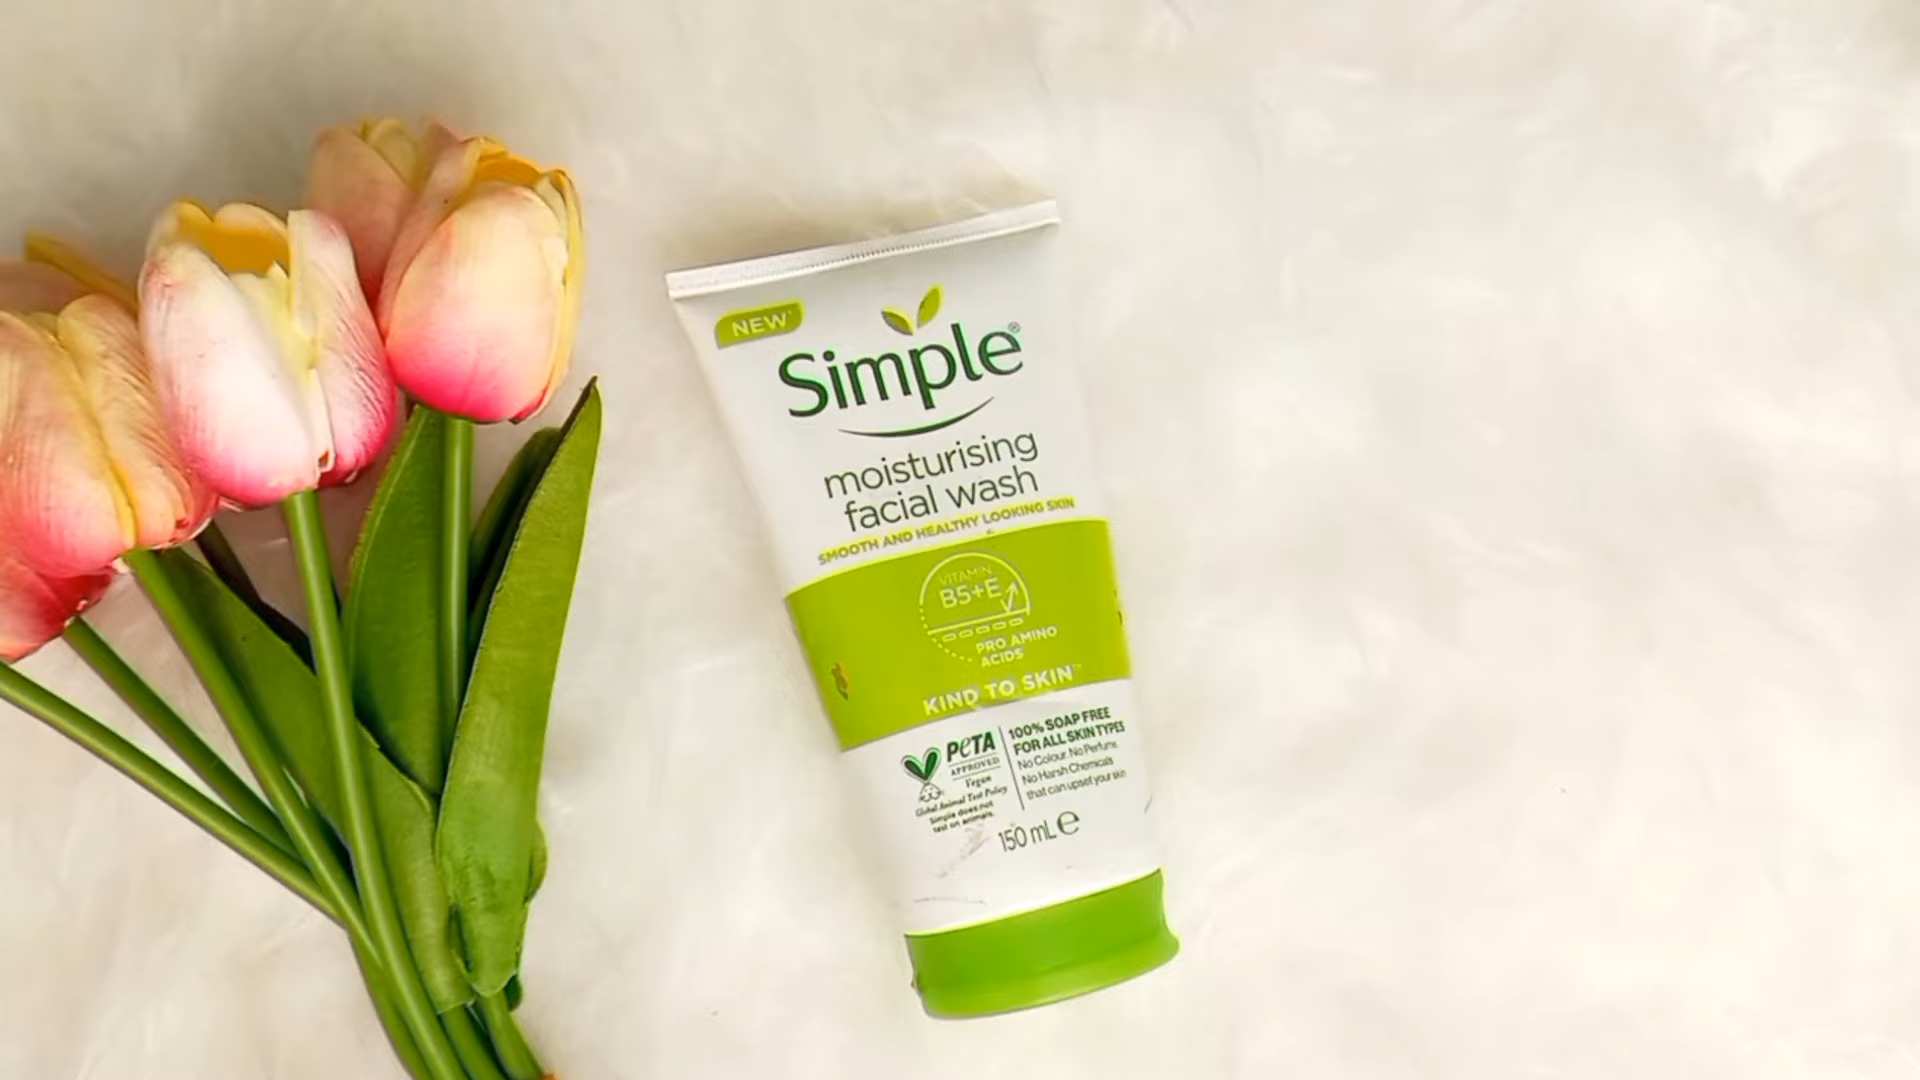 NEW
Simple®
moisturising
facial wash
SMOOTH AND HEALTHY LOOKING SKIN
VITAMIN
B5+E
PRO AMINO
ACIDS
KIND TO SKIN™
PETA
APPROVED
Vegan
Global Animal Test Policy
Simple does not
test on animals.
100% SOAP FREE
FOR ALL SKIN TYPES
No Colour. No Perfume.
No Harsh Chemicals
that can upset your skin
150 mL e